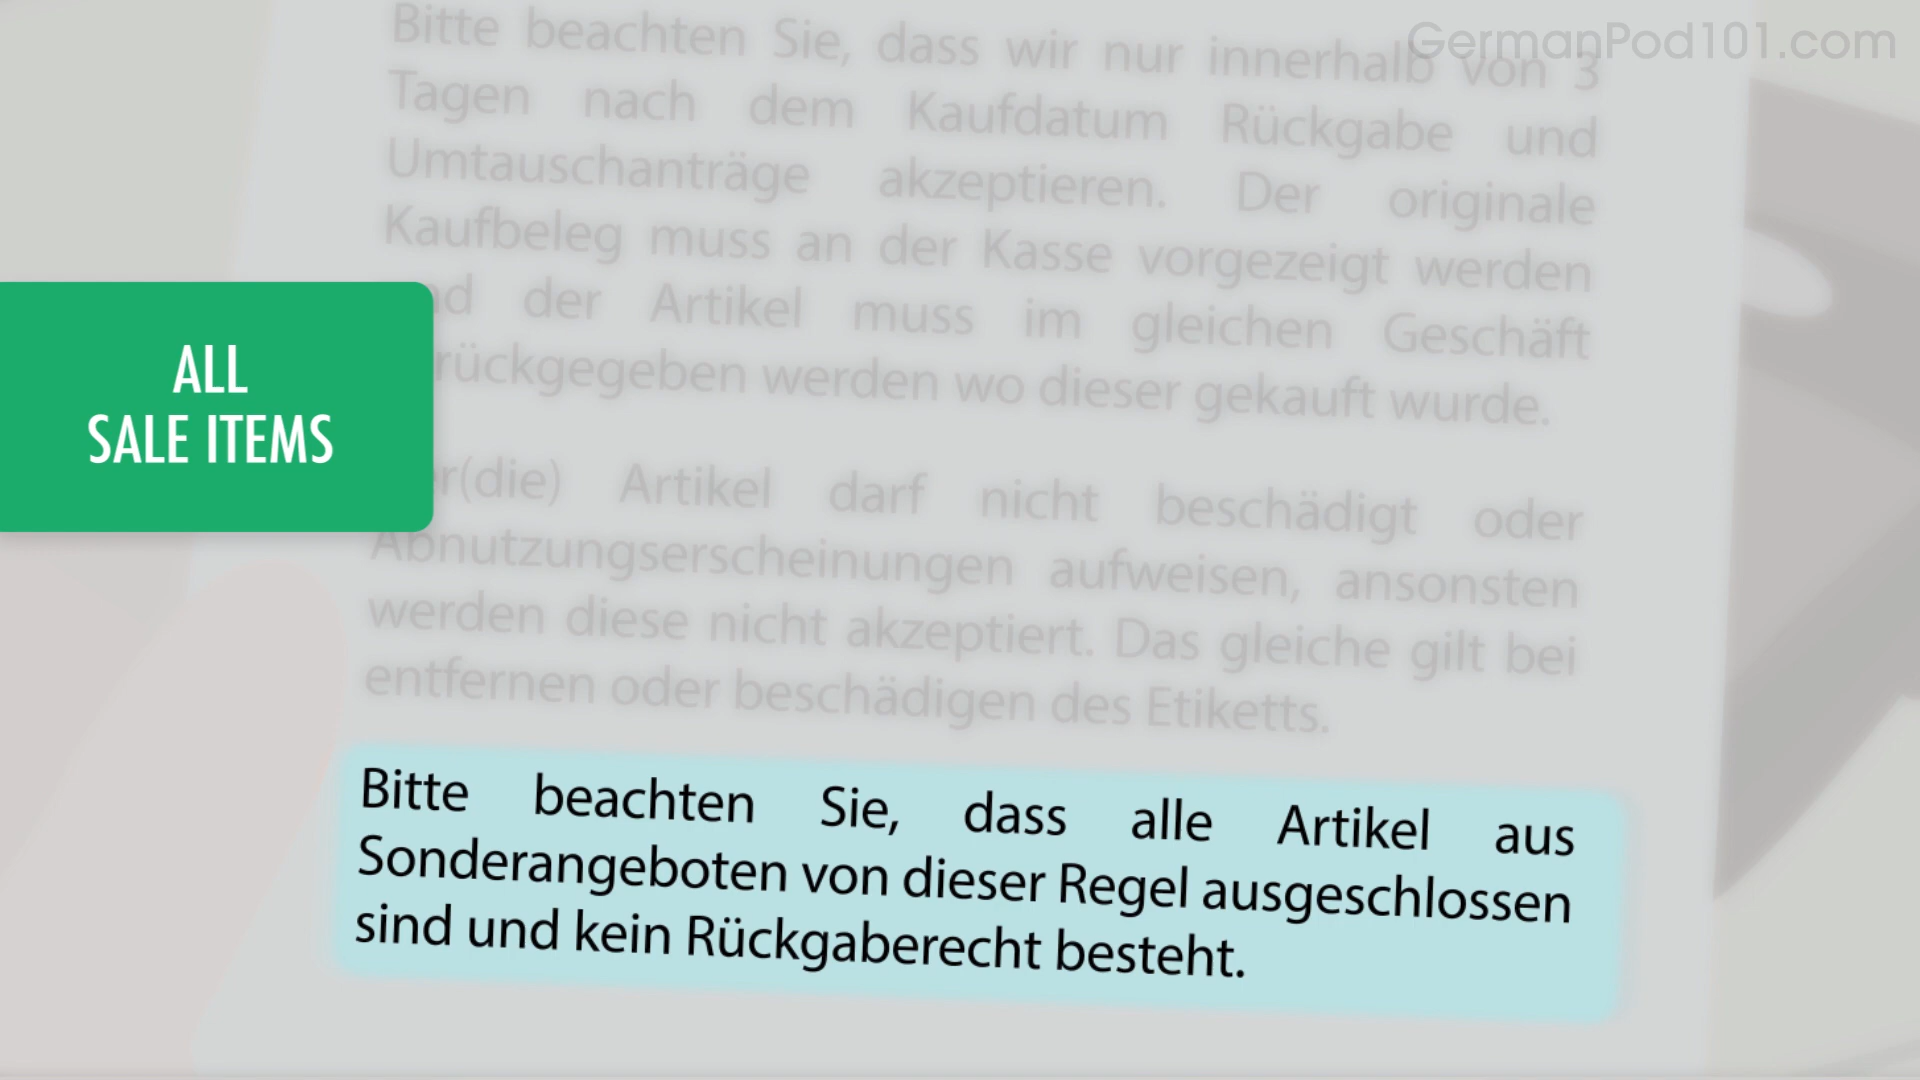 GermanPod101.com
Bitte beachten Sie, dass wir nur innerhalb von 3
Tagen nach dem Kaufdatum Rückgabe und
Umtauschanträge akzeptieren. Der originale
Kaufbeleg muss an der Kasse vorgezeigt werden
der Artikel muss im gleichen Geschäft
werden wo dieser gekauft wurde.
ALL
SALE ITEMS
Artikel darf nicht beschädigt oder
Abnutzungserscheinungen aufweisen, ansonsten
werden diese nicht akzeptiert. Das gleiche gilt bei
entfernen oder beschädigen des Etiketts.
Bitte beachten Sie, dass alle Artikel aus
Sonderangeboten von dieser Regel ausgeschlossen
sind und kein Rückgaberecht besteht.